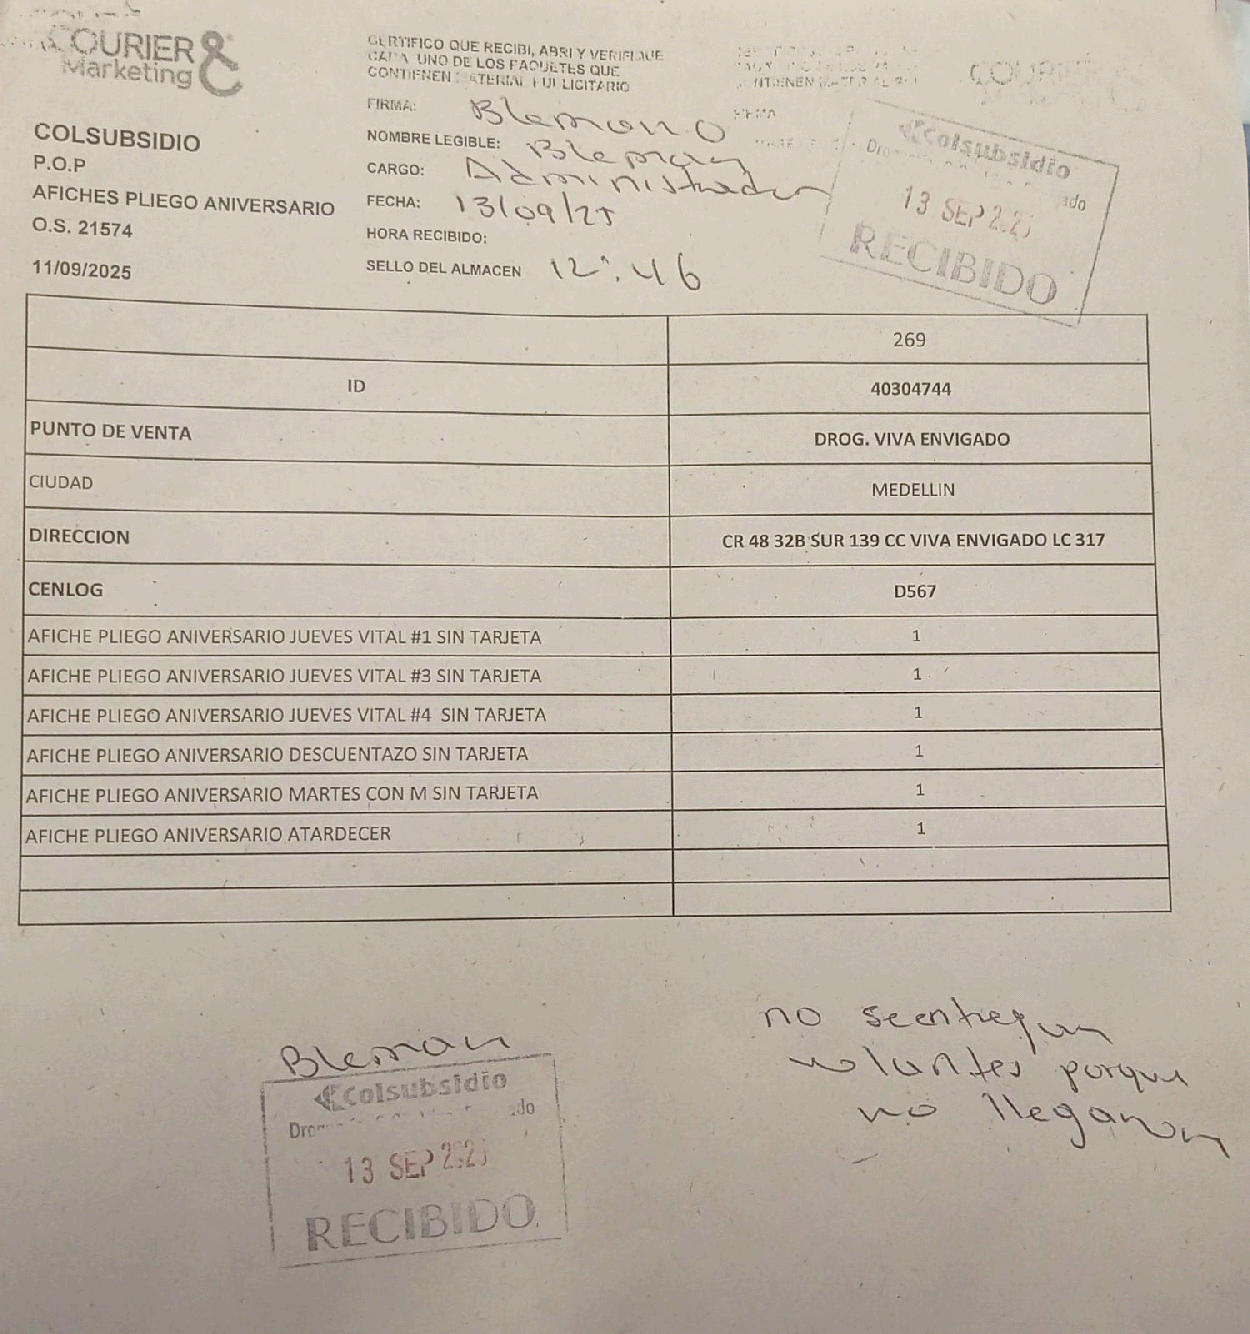 COURIER &
Marketing
CERTIFICO QUE RECIBI, ABRI Y VERIFIQUE
CADA UNO DE LOS PAQUETES QUE
CONTIENEN MATERIAL PUBLICITARIO
FIRMA:
NOMBRE LEGIBLE:
CARGO: Administrador
FECHA: 13/09/25
HORA RECIBIDO:
SELLO DEL ALMACEN 12:46
COLSUBSIDIO
P.O.P
AFICHES PLIEGO ANIVERSARIO
O.S. 21574
11/09/2025
Colsubsidio
13 SEP
RECIBIDO
269
ID 40304744
PUNTO DE VENTA DROG. VIVA ENVIGADO
CIUDAD MEDELLIN
DIRECCION CR 48 32B SUR 139 CC VIVA ENVIGADO LC 317
CENLOG D567
AFICHE PLIEGO ANIVERSARIO JUEVES VITAL #1 SIN TARJETA 1
AFICHE PLIEGO ANIVERSARIO JUEVES VITAL #3 SIN TARJETA 1
AFICHE PLIEGO ANIVERSARIO JUEVES VITAL #4 SIN TARJETA 1
AFICHE PLIEGO ANIVERSARIO DESCUENTAZO SIN TARJETA 1
AFICHE PLIEGO ANIVERSARIO MARTES CON M SIN TARJETA 1
AFICHE PLIEGO ANIVERSARIO ATARDECER 1
no se entregan
volantes porque
no llegaron
Bleman
Colsubsidio
13 SEP
RECIBIDO